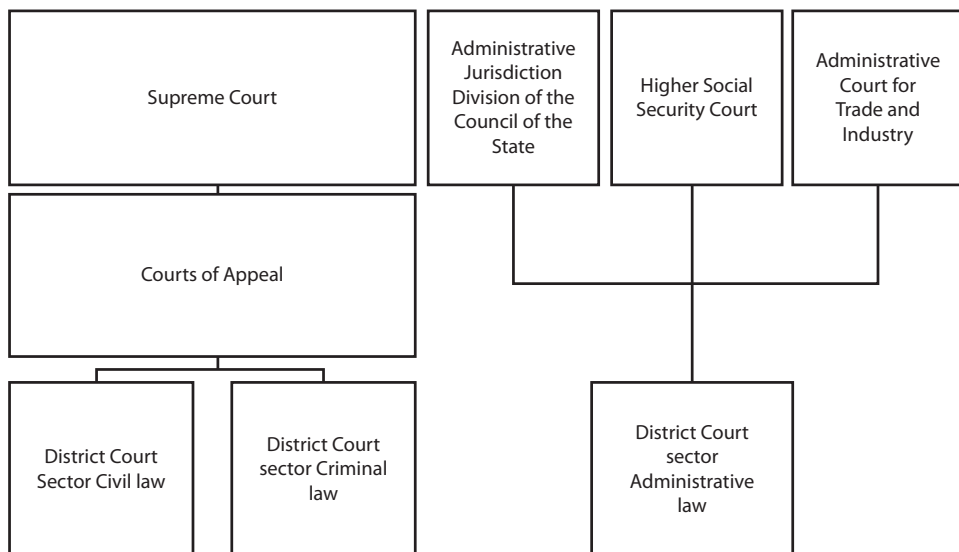 Supreme Court
Administrative
Jurisdiction
Division of the
Council of the
State
Higher Social
Security Court
Administrative
Court for
Trade and
Industry
Courts of Appeal
District Court
Sector Civil law
District Court
sector Criminal
law
District Court
sector
Administrative
law